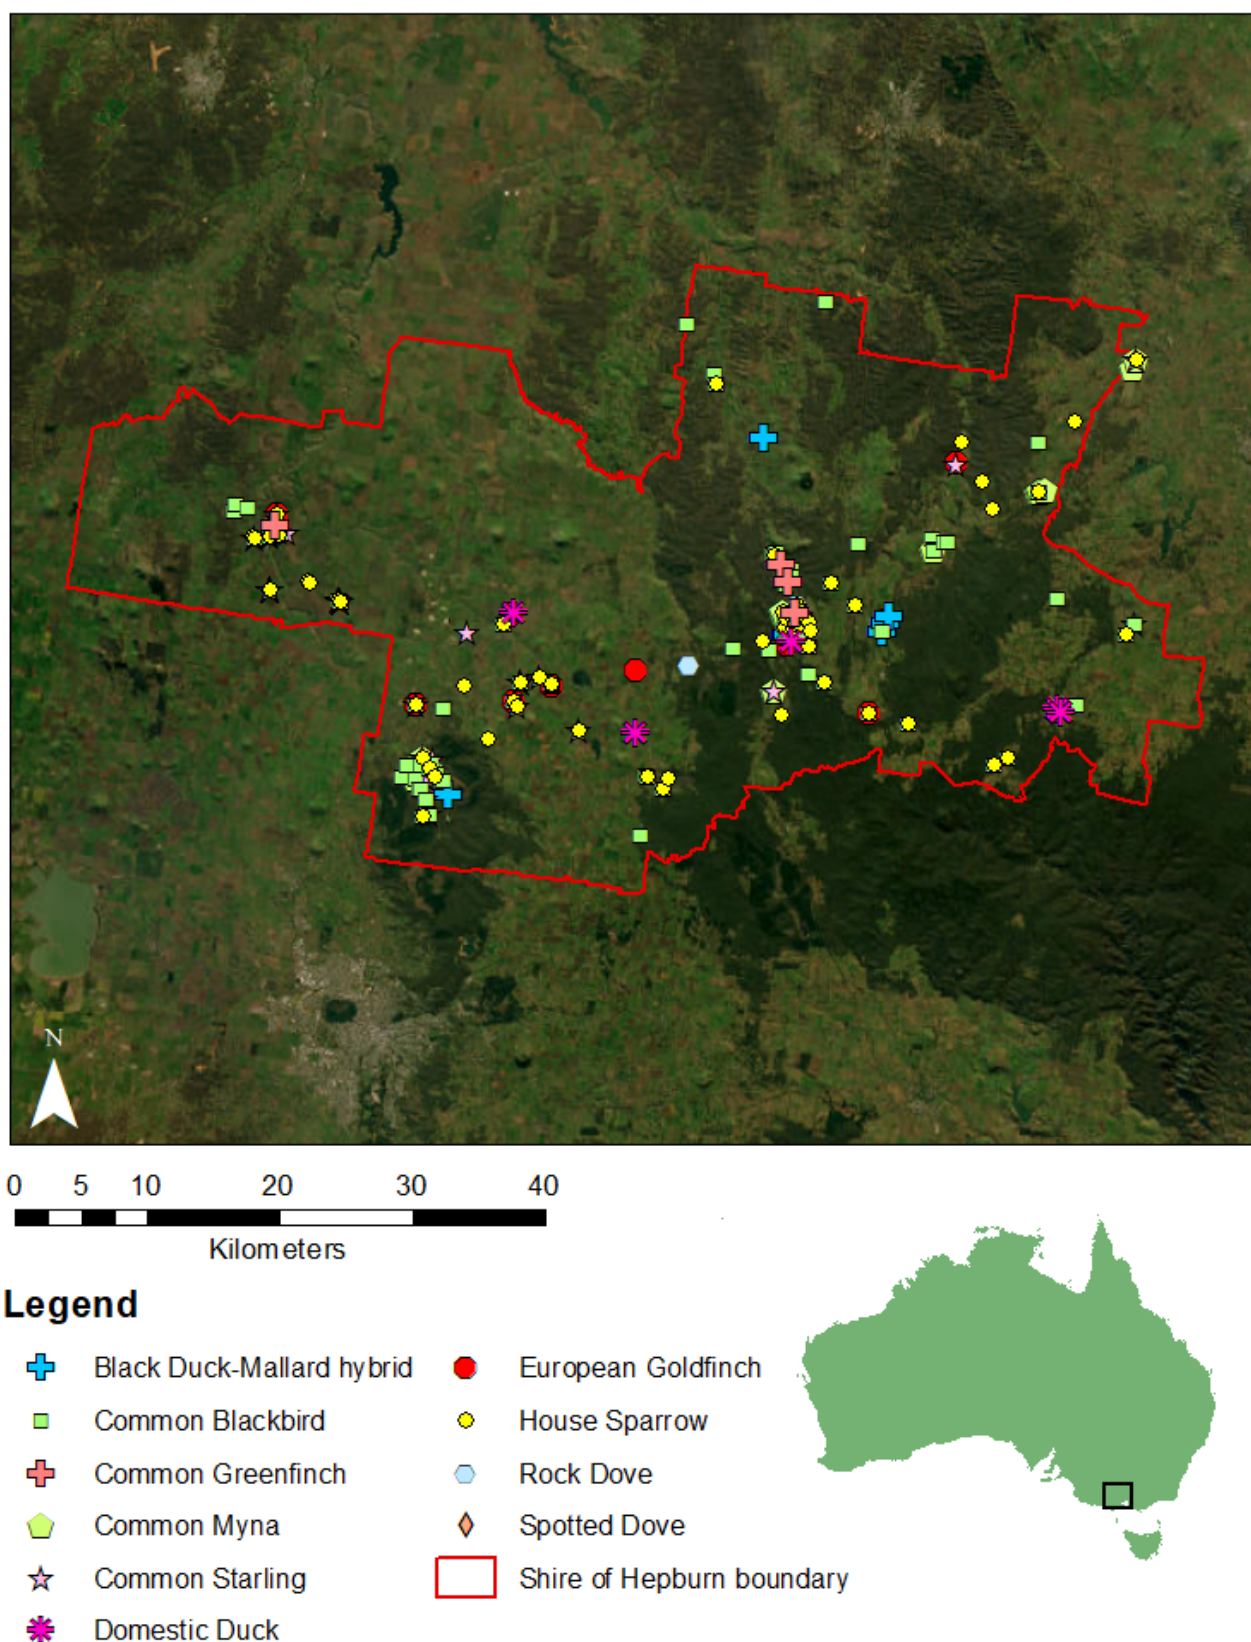 N
0 5 10 20 30 40
Kilometers
Legend
Black Duck-Mallard hybrid European Goldfinch
Common Blackbird House Sparrow
Common Greenfinch Rock Dove
Common Myna Spotted Dove
Common Starling Shire of Hepburn boundary
Domestic Duck